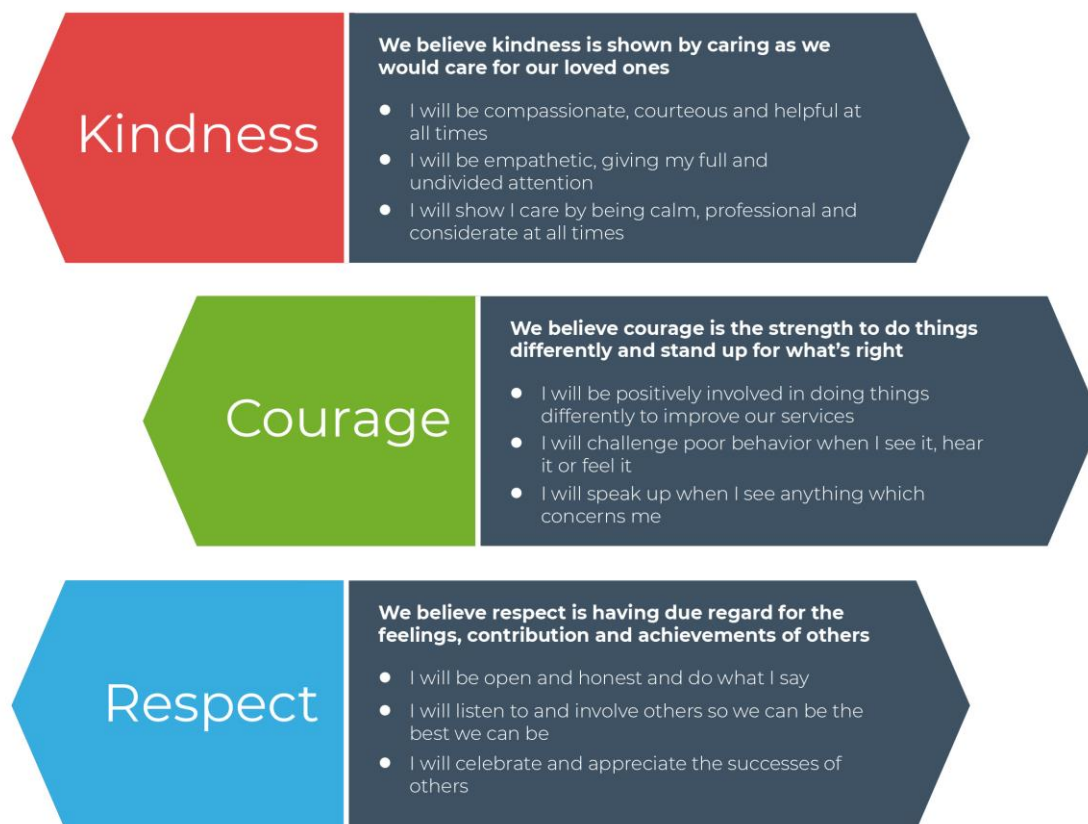 Kindness
We believe kindness is shown by caring as we
would care for our loved ones
● I will be compassionate, courteous and helpful at
all times
● I will be empathetic, giving my full and
undivided attention
● I will show I care by being calm, professional and
considerate at all times
Courage
We believe courage is the strength to do things
differently and stand up for what’s right
● I will be positively involved in doing things
differently to improve our services
● I will challenge poor behavior when I see it, hear
it or feel it
● I will speak up when I see anything which
concerns me
Respect
We believe respect is having due regard for the
feelings, contribution and achievements of others
● I will be open and honest and do what I say
● I will listen to and involve others so we can be the
best we can be
● I will celebrate and appreciate the successes of
others